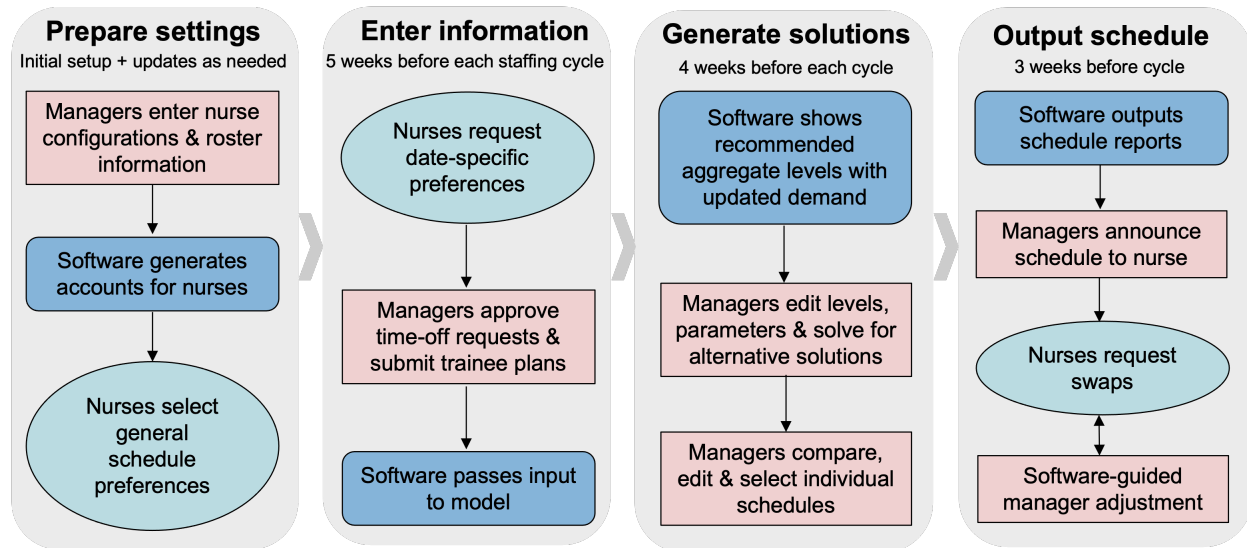 Prepare settings
Initial setup + updates as needed
Managers enter nurse
configurations & roster
information
Software generates
accounts for nurses
Nurses select
general
schedule
preferences
Enter information
5 weeks before each staffing cycle
Nurses request
date-specific
preferences
Managers approve
time-off requests &
submit trainee plans
Software passes input
to model
Generate solutions
4 weeks before each cycle
Software shows
recommended
aggregate levels with
updated demand
Managers edit levels,
parameters & solve for
alternative solutions
Managers compare,
edit & select individual
schedules
Output schedule
3 weeks before cycle
Software outputs
schedule reports
Managers announce
schedule to nurse
Nurses request
swaps
Software-guided
manager adjustment